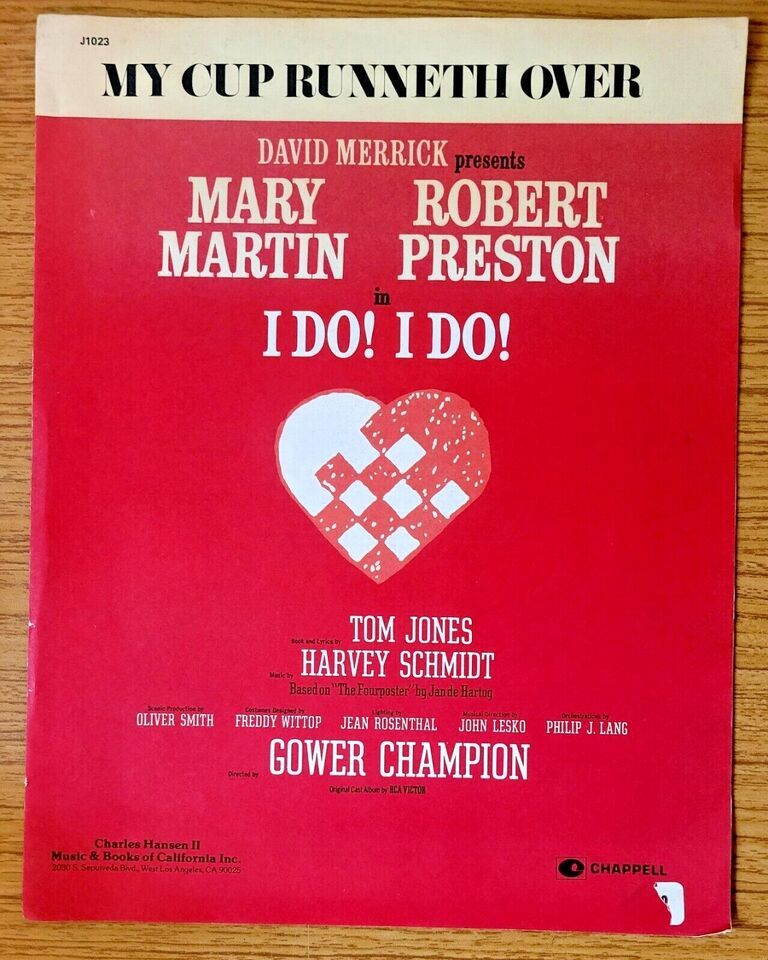 J1023
MY CUP RUNNETH OVER
DAVID MERRICK presents
MARY ROBERT
MARTIN PRESTON
in
I DO! I DO!
Book and Lyrics by TOM JONES
Music by HARVEY SCHMIDT
Based on "The Fourposter" by Jan de Hartog
Scenic Production by Costumes Designed by Lighting by Musical Direction by Orchestrations by
OLIVER SMITH FREDDY WITTOP JEAN ROSENTHAL JOHN LESKO PHILIP J. LANG
Directed by GOWER CHAMPION
Original Cast Album by RCA VICTOR
Charles Hansen II
Music & Books of California Inc.
2030 S. Sepulveda Blvd., West Los Angeles, CA 90025
CHAPPELL